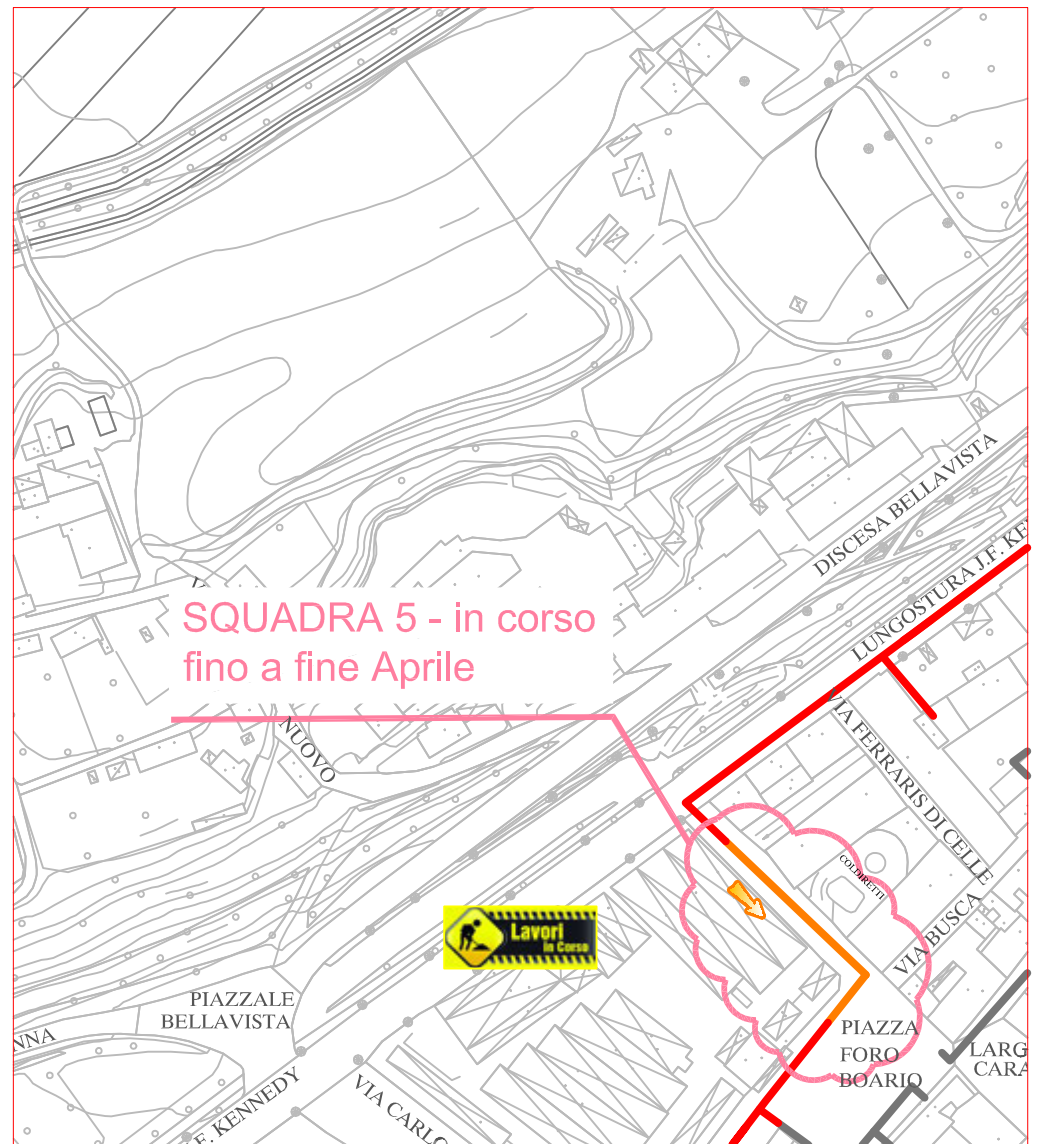 DISCESA BELLAVISTA
LUNGOSTURA J.F. KE
SQUADRA 5 - in corso
fino a fine Aprile
NUOVO
VIA FERRARIS DI CELLE
COLDIRETTI
VIA BUSCA
Lavori
in Corso
PIAZZALE
BELLAVISTA
NNA
PIAZZA
FORO
BOARIO
LARG
CARA
F. KENNEDY
VIA CARLO